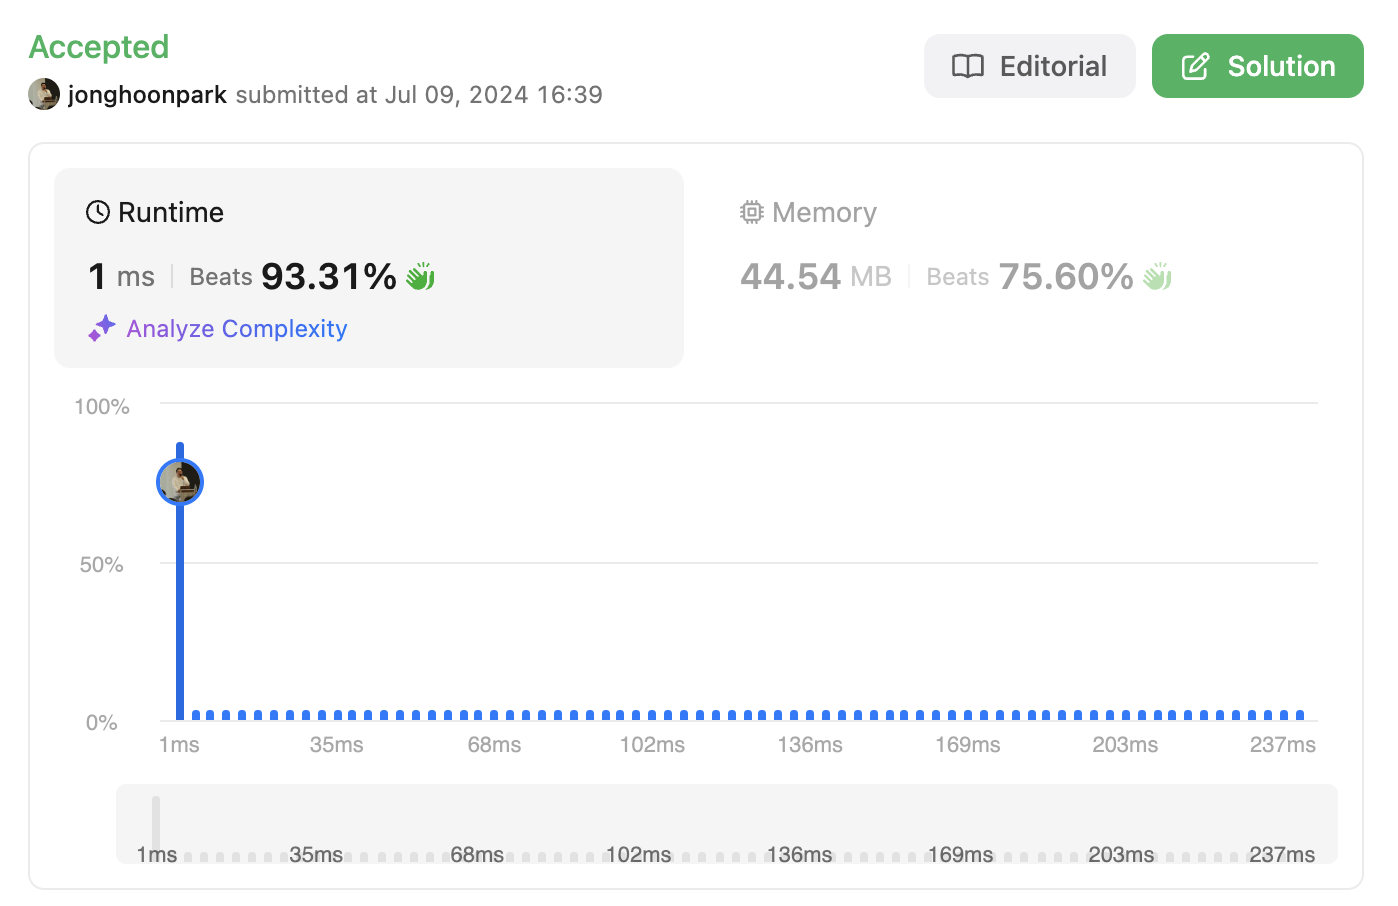 Accepted
jonghoonpark submitted at Jul 09, 2024 16:39
Editorial
Solution
Runtime
1 ms Beats 93.31%
Analyze Complexity
Memory
44.54 MB Beats 75.60%
100%
50%
0%
1ms 35ms 68ms 102ms 136ms 169ms 203ms 237ms
1ms 35ms 68ms 102ms 136ms 169ms 203ms 237ms